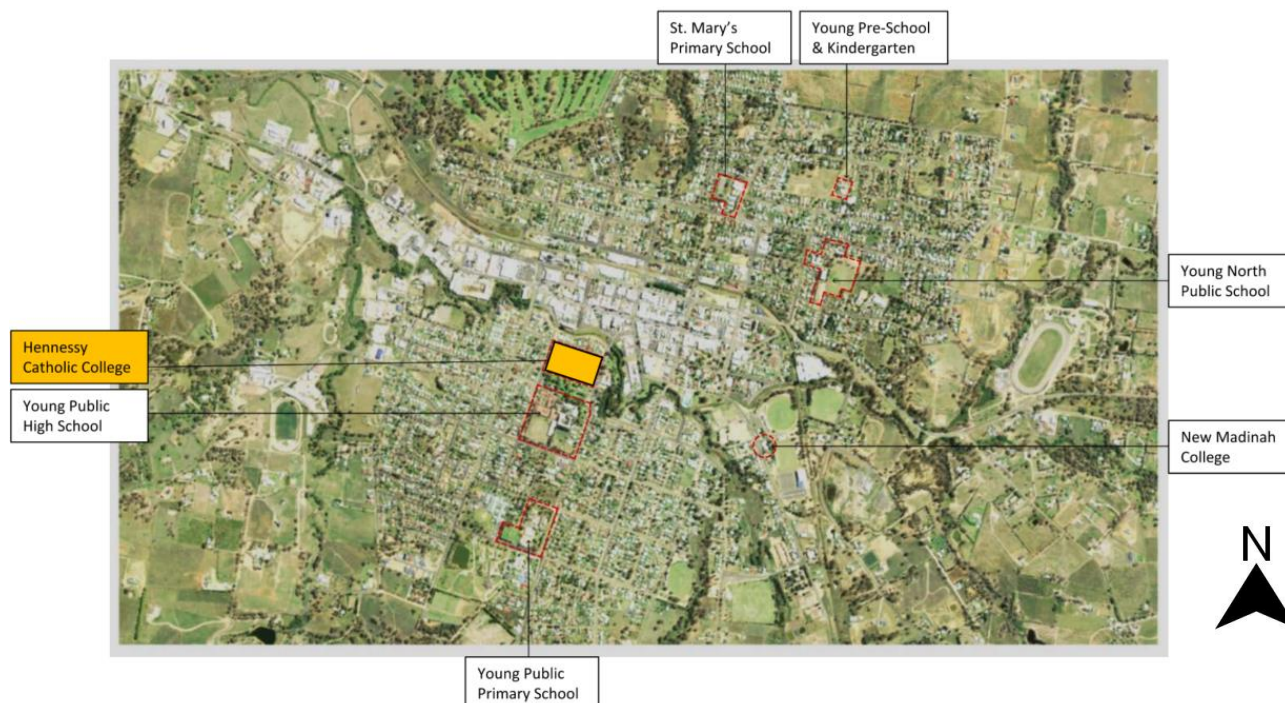 St. Mary's
Primary School
Young Pre-School
& Kindergarten
Young North
Public School
Hennessy
Catholic College
Young Public
High School
New Madinah
College
N
Young Public
Primary School